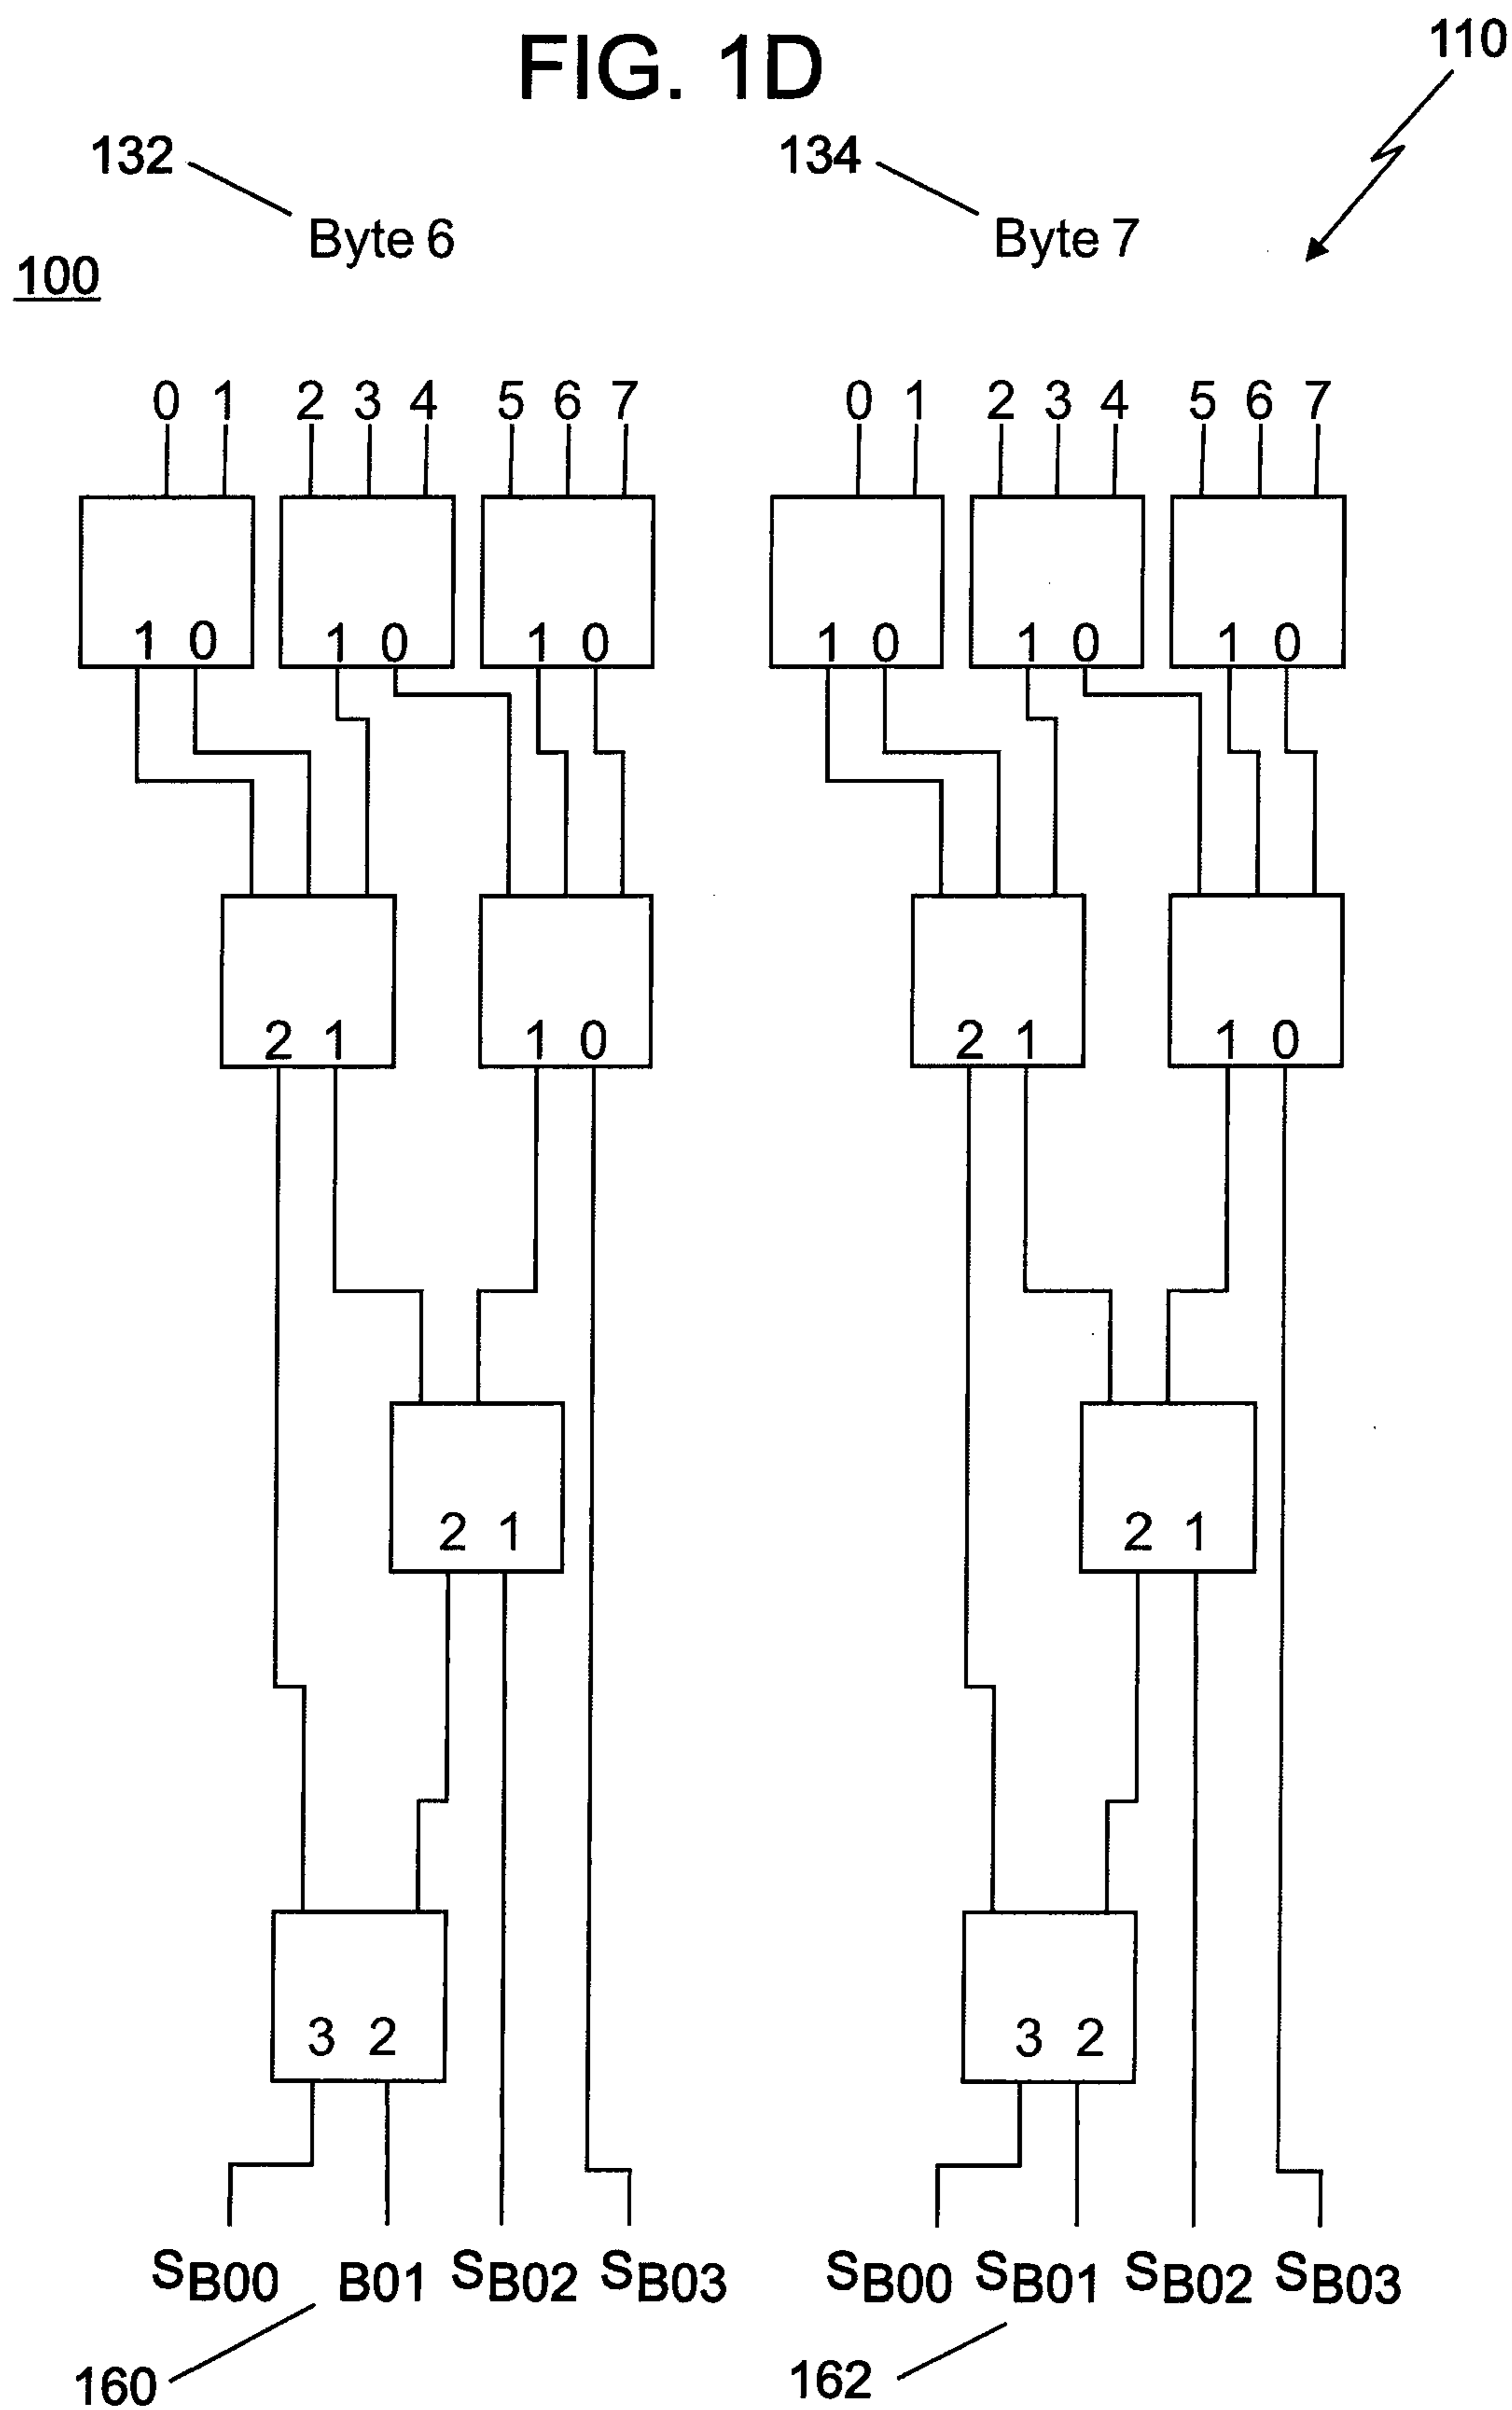 FIG. 1D
110
132
134
Byte 6
Byte 7
100
0 1 2 3 4 5 6 7
0 1 2 3 4 5 6 7
1 0 1 0 1 0
1 0 1 0 1 0
2 1 1 0
2 1 1 0
2 1
2 1
3 2
3 2
SB00 B01 SB02 SB03
SB00 SB01 SB02 SB03
160
162